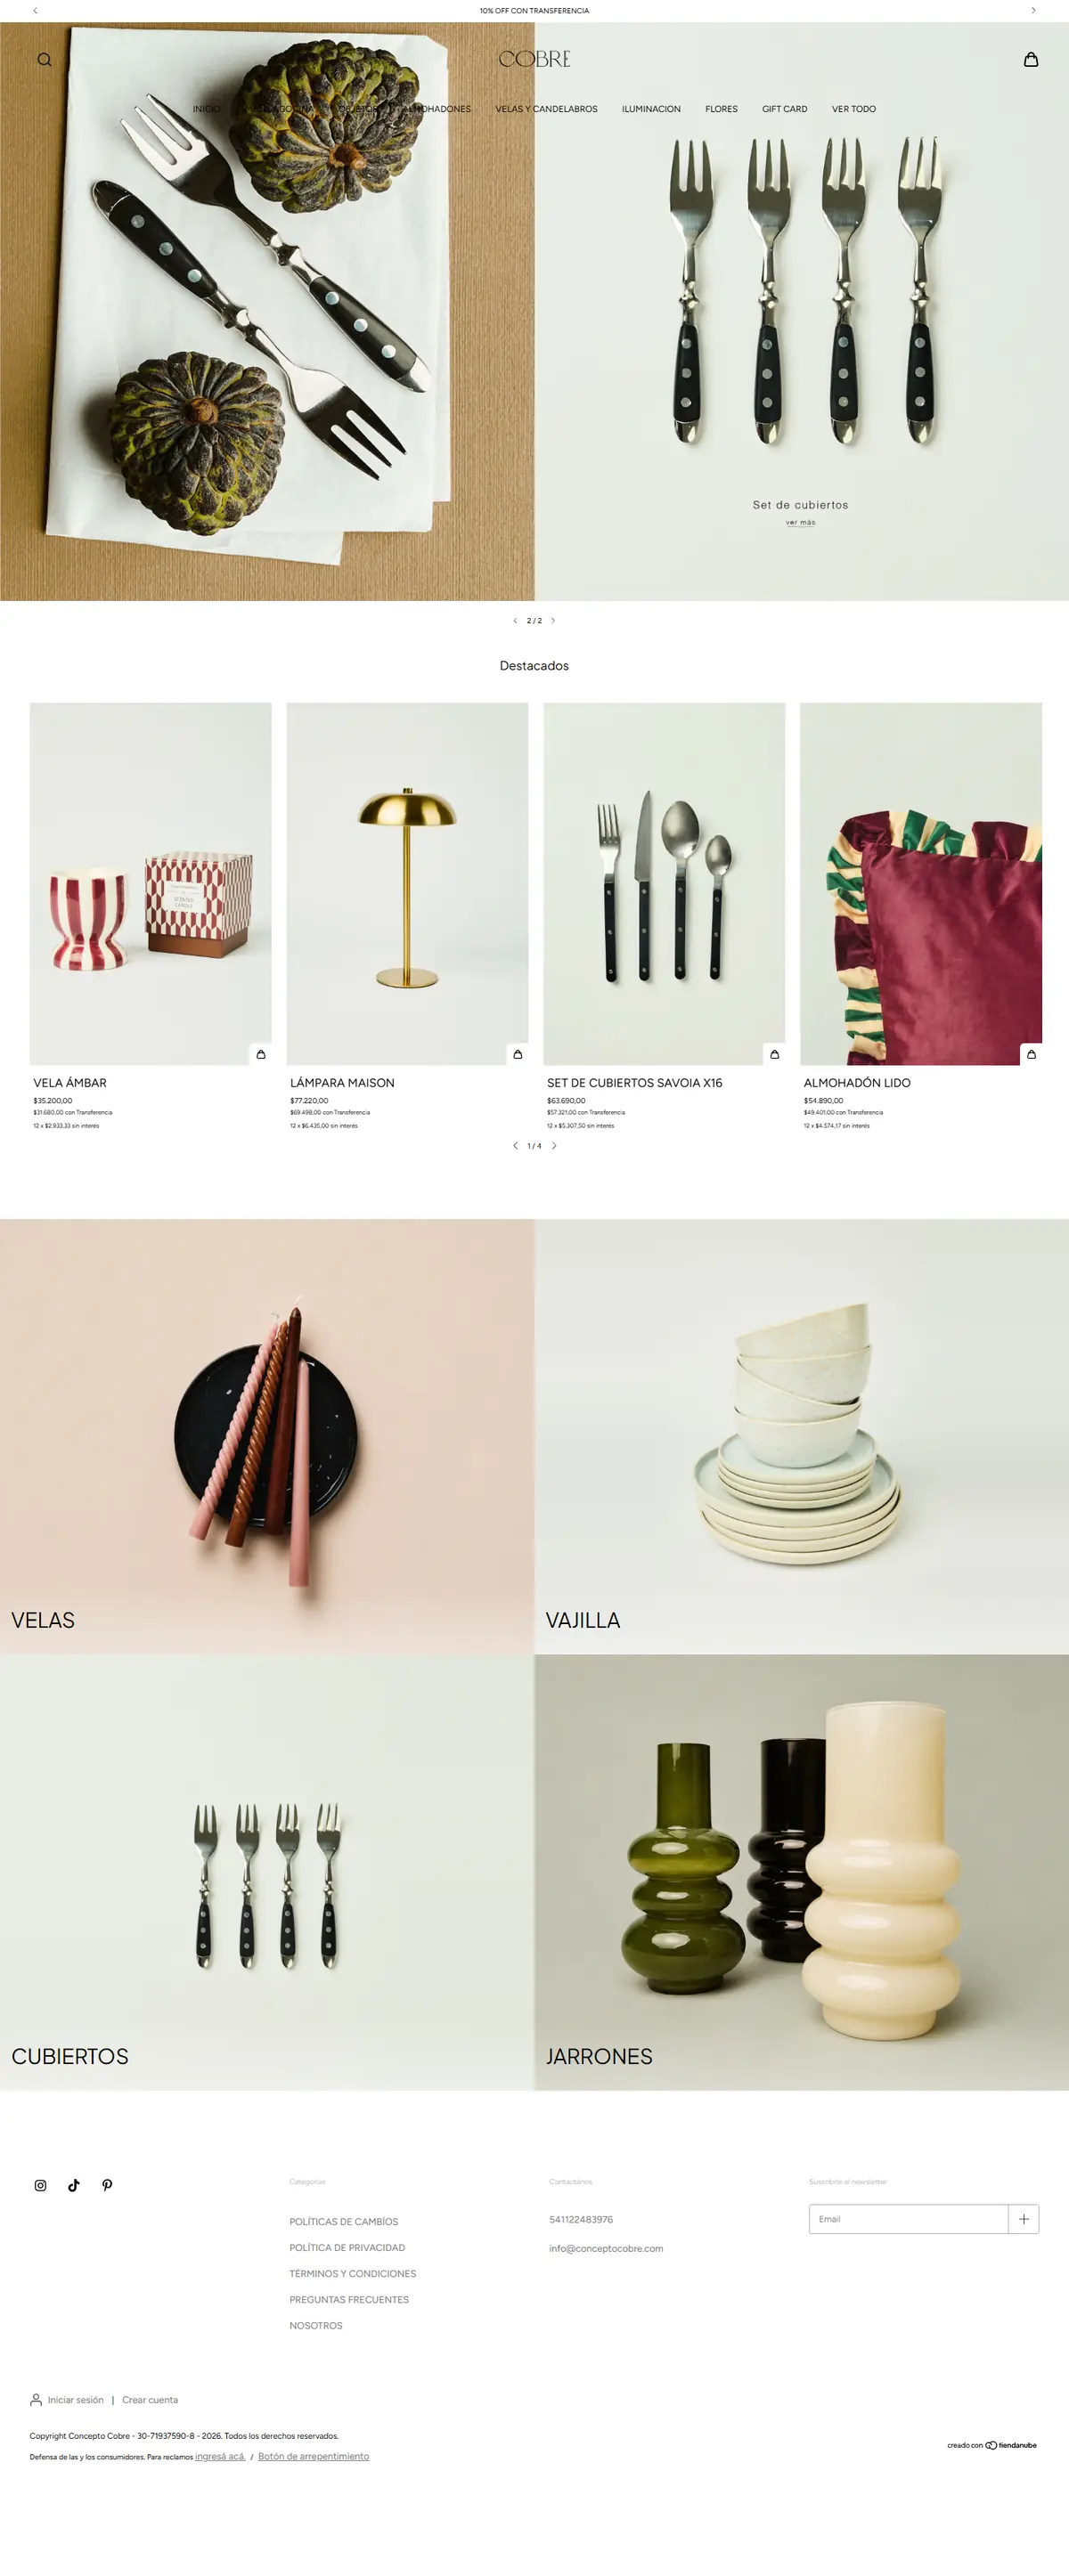 10% OFF CON TRANSFERENCIA
COBRE
INICIO
ALMOHADONES
VELAS Y CANDELABROS
ILUMINACION
FLORES
GIFT CARD
VER TODO
Set de cubiertos
ver más
2 / 2
Destacados
VELA ÁMBAR
$35.200,00
$31.680,00 con Transferencia
12 x $2.933,33 sin interés
LÁMPARA MAISON
$77.220,00
$69.498,00 con Transferencia
12 x $6.435,00 sin interés
SET DE CUBIERTOS SAVOIA X16
$63.690,00
$57.321,00 con Transferencia
12 x $5.307,50 sin interés
ALMOHADÓN LIDO
$54.890,00
$49.401,00 con Transferencia
12 x $4.574,17 sin interés
1 / 4
VELAS
VAJILLA
CUBIERTOS
JARRONES
Categorías
POLÍTICAS DE CAMBÍOS
POLÍTICA DE PRIVACIDAD
TÉRMINOS Y CONDICIONES
PREGUNTAS FRECUENTES
NOSOTROS
Contactános
541122483976
info@conceptocobre.com
Suscribite al newsletter
Email
Iniciar sesión | Crear cuenta
Copyright Concepto Cobre - 30-71937590-8 - 2026. Todos los derechos reservados.
Defensa de las y los consumidores. Para reclamos ingresá acá. / Botón de arrepentimiento
creado con tiendanube